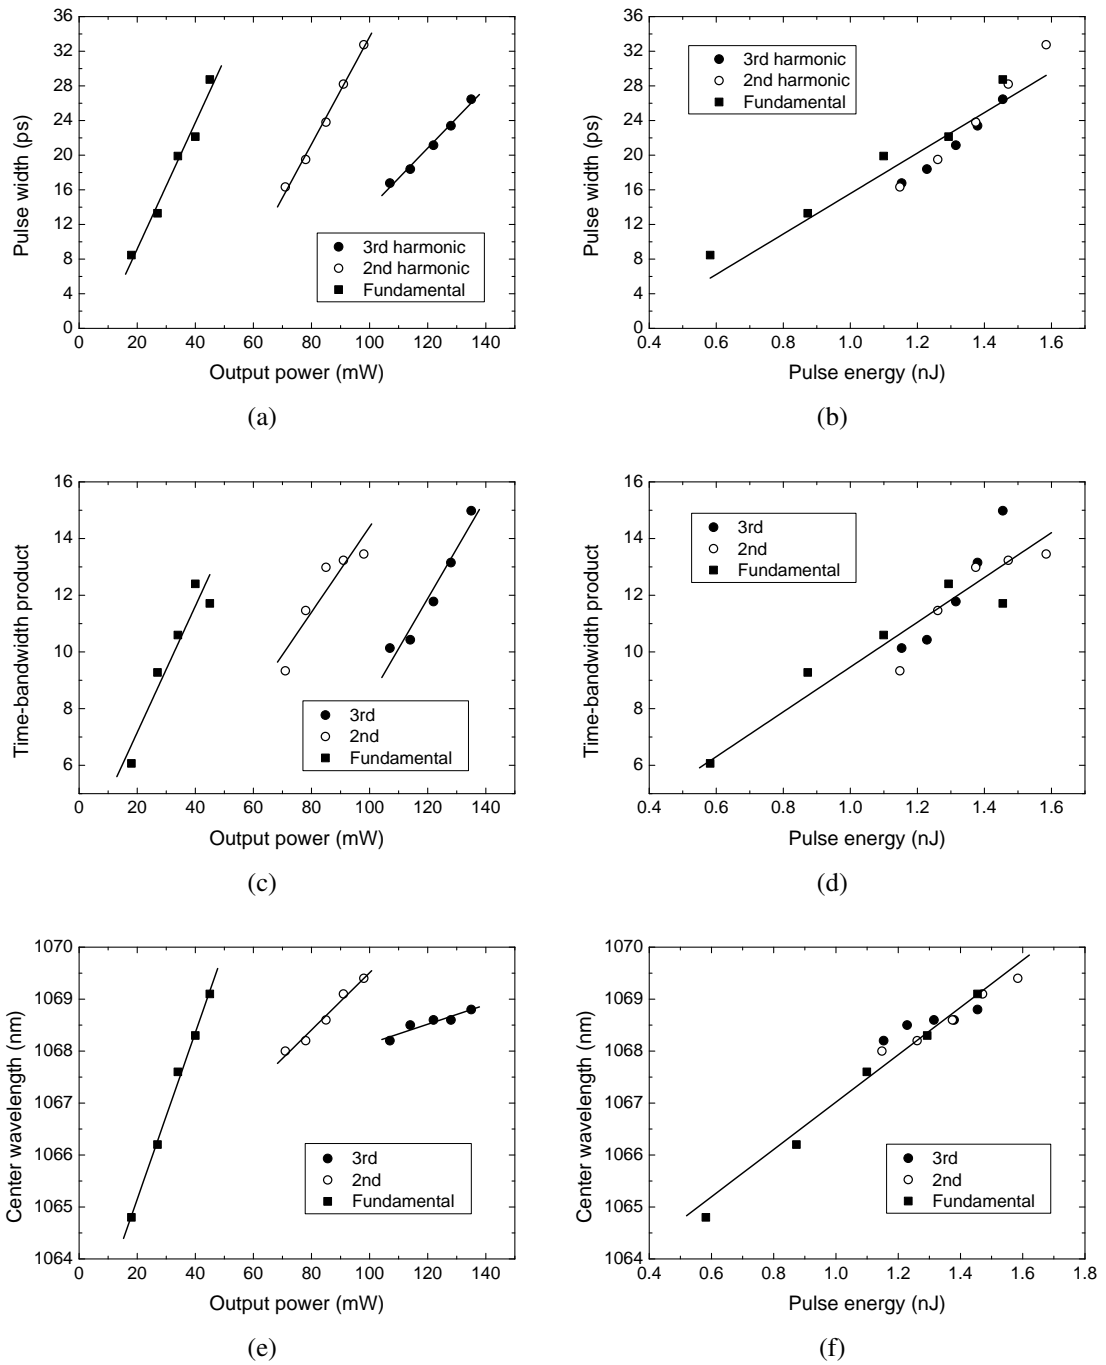 36
32
28
24
20
16
12
8
4
0
Pulse width (ps)
3rd harmonic
2nd harmonic
Fundamental
0 20 40 60 80 100 120 140
Output power (mW)
(a)
36
32
28
24
20
16
12
8
4
0
Pulse width (ps)
3rd harmonic
2nd harmonic
Fundamental
0.4 0.6 0.8 1.0 1.2 1.4 1.6
Pulse energy (nJ)
(b)
16
14
12
10
8
6
Time-bandwidth product
3rd
2nd
Fundamental
0 20 40 60 80 100 120 140
Output power (mW)
(c)
16
14
12
10
8
6
Time-bandwidth product
3rd
2nd
Fundamental
0.4 0.6 0.8 1.0 1.2 1.4 1.6
Pulse energy (nJ)
(d)
1070
1069
1068
1067
1066
1065
1064
Center wavelength (nm)
3rd
2nd
Fundamental
0 20 40 60 80 100 120 140
Output power (mW)
(e)
1070
1069
1068
1067
1066
1065
1064
Center wavelength (nm)
3rd
2nd
Fundamental
0.4 0.6 0.8 1.0 1.2 1.4 1.6 1.8
Pulse energy (nJ)
(f)